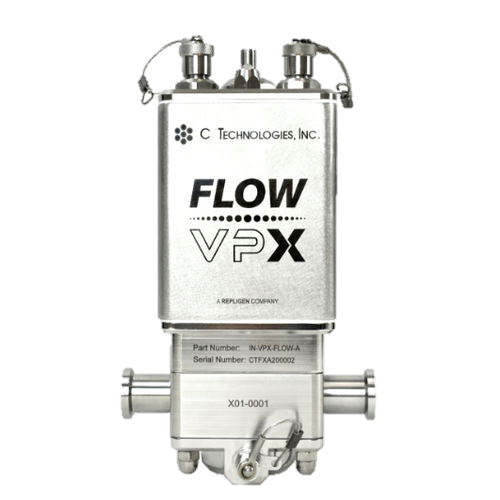 C TECHNOLOGIES, INC.
FLOW
VPX
A REPLIGEN COMPANY
Part Number: IN-VPX-FLOW-A
Serial Number: CTFXA200002
X01-0001